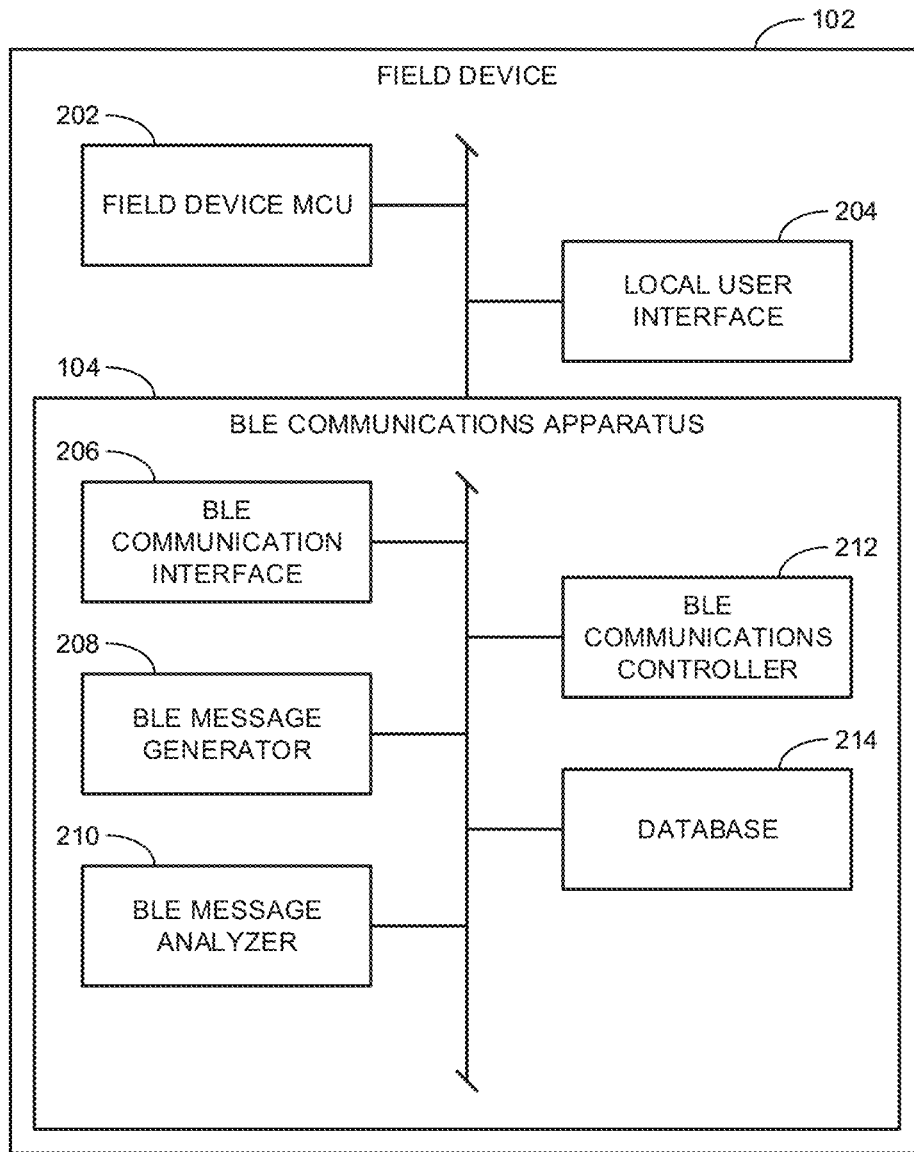 102
FIELD DEVICE
202
FIELD DEVICE MCU
204
LOCAL USER
INTERFACE
104
BLE COMMUNICATIONS APPARATUS
206
BLE
COMMUNICATION
INTERFACE
212
BLE
COMMUNICATIONS
CONTROLLER
208
BLE MESSAGE
GENERATOR
214
DATABASE
210
BLE MESSAGE
ANALYZER